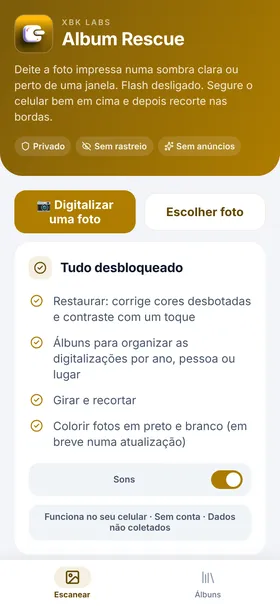 XBK LABS
Album Rescue
Deite a foto impressa numa sombra clara ou
perto de uma janela. Flash desligado. Segure o
celular bem em cima e depois recorte nas
bordas.
Privado
Sem rastreio
Sem anúncios
Digitalizar
uma foto
Escolher foto
Tudo desbloqueado
Restaurar: corrige cores desbotadas
e contraste com um toque
Álbuns para organizar as
digitalizações por ano, pessoa ou
lugar
Girar e recortar
Colorir fotos em preto e branco (em
breve numa atualização)
Sons
Funciona no seu celular · Sem conta · Dados
não coletados
Escanear
Álbuns